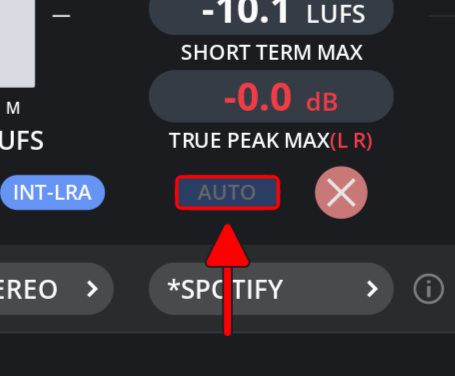 -10.1 LUFS
SHORT TERM MAX
-0.0 dB
M
TRUE PEAK MAX(L R)
UFS
INT-LRA
AUTO
EREO >
*SPOTIFY >
i